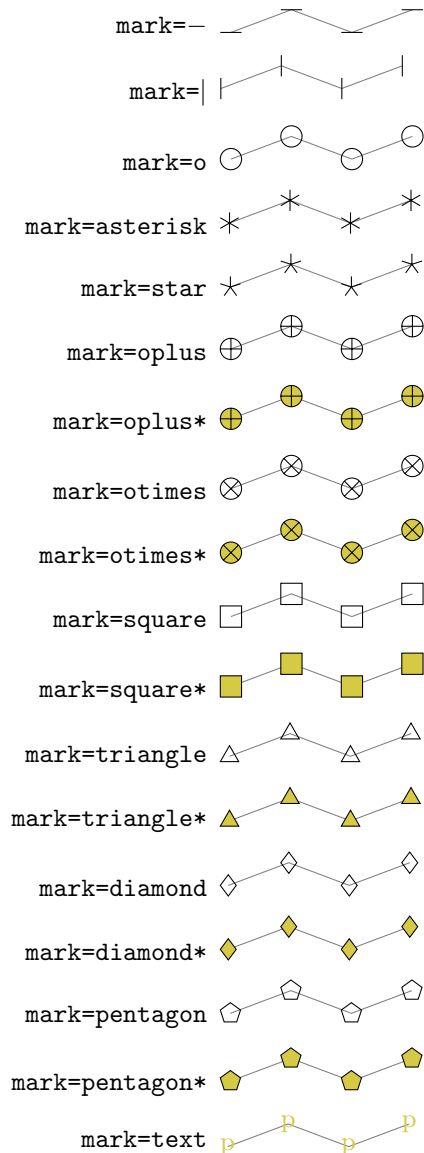 mark=−
mark=|
mark=o
mark=asterisk
mark=star
mark=oplus
mark=oplus*
mark=otimes
mark=otimes*
mark=square
mark=square*
mark=triangle
mark=triangle*
mark=diamond
mark=diamond*
mark=pentagon
mark=pentagon*
mark=text p p p p